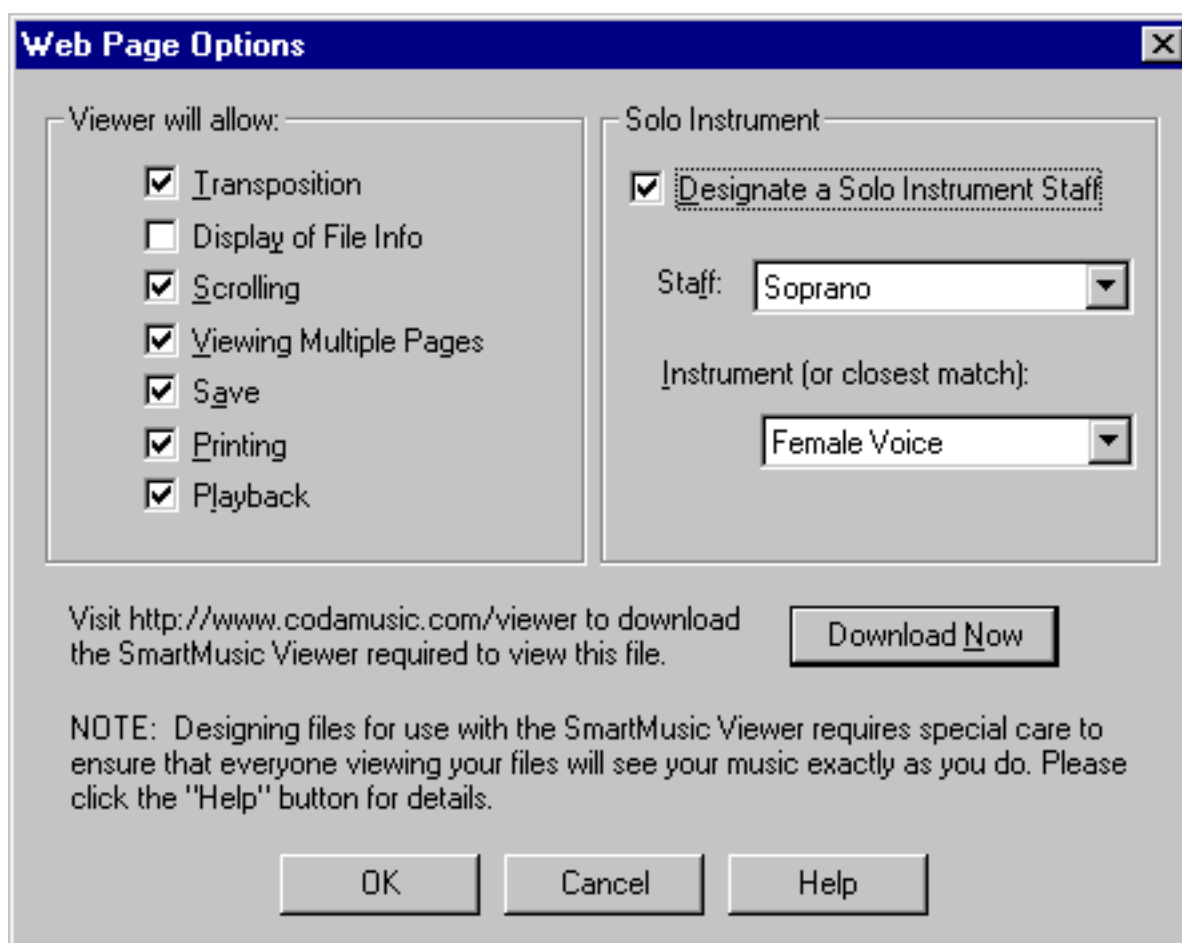 Web Page Options
Viewer will allow:
Transposition
Display of File Info
Scrolling
Viewing Multiple Pages
Save
Printing
Playback
Solo Instrument
Designate a Solo Instrument Staff
Staff:
Soprano
Instrument (or closest match):
Female Voice
Visit http://www.codamusic.com/viewer to download
the SmartMusic Viewer required to view this file.
Download Now
NOTE:  Designing files for use with the SmartMusic Viewer requires special care to
ensure that everyone viewing your files will see your music exactly as you do. Please
click the "Help" button for details.
OK
Cancel
Help